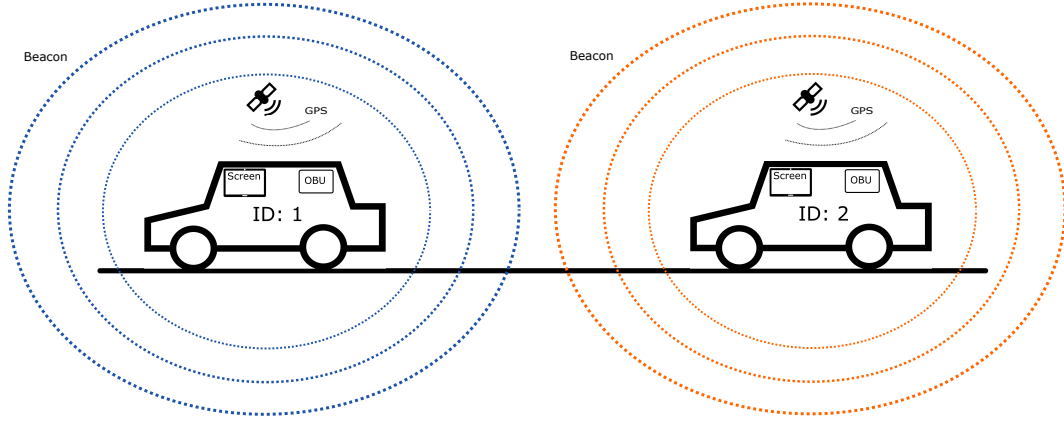 Beacon
GPS
Screen
OBU
ID: 1
Beacon
GPS
Screen
OBU
ID: 2